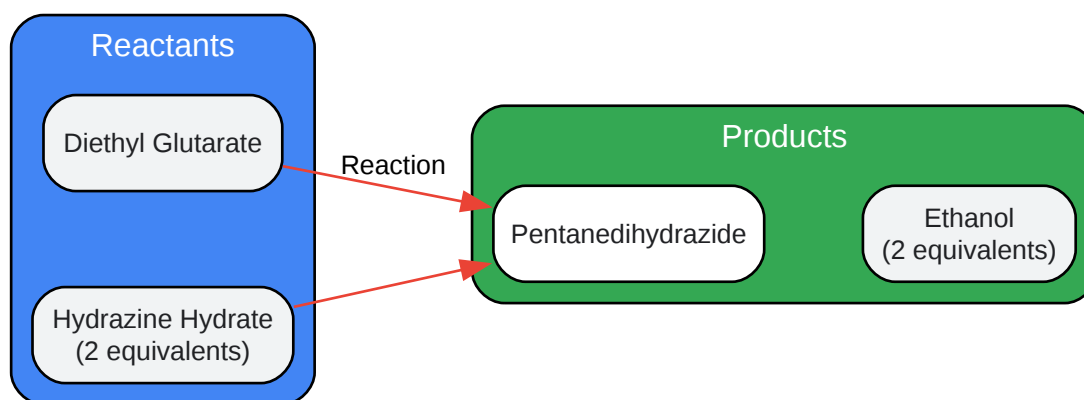 Reactants
Diethyl Glutarate
Hydrazine Hydrate
(2 equivalents)
Reaction
Products
Pentanedihydrazide
Ethanol
(2 equivalents)